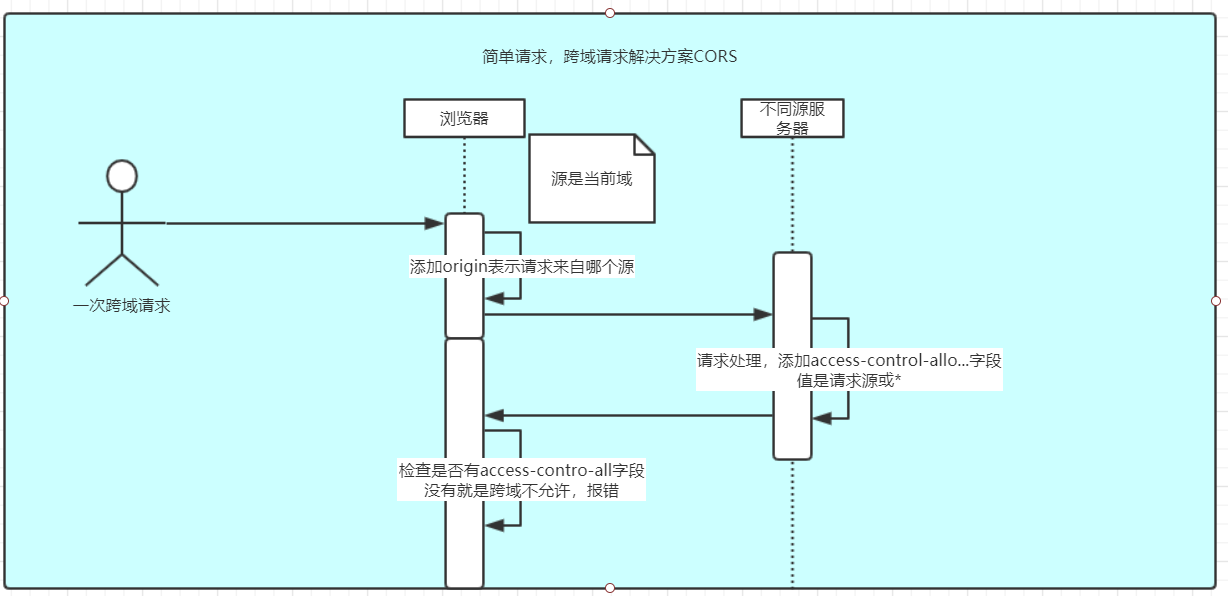 简单请求，跨域请求解决方案CORS
浏览器
不同源服
务器
源是当前域
添加origin表示请求来自哪个源
一次跨域请求
请求处理，添加access-control-allo...字段
值是请求源或*
检查是否有access-contro-all字段
没有就是跨域不允许，报错